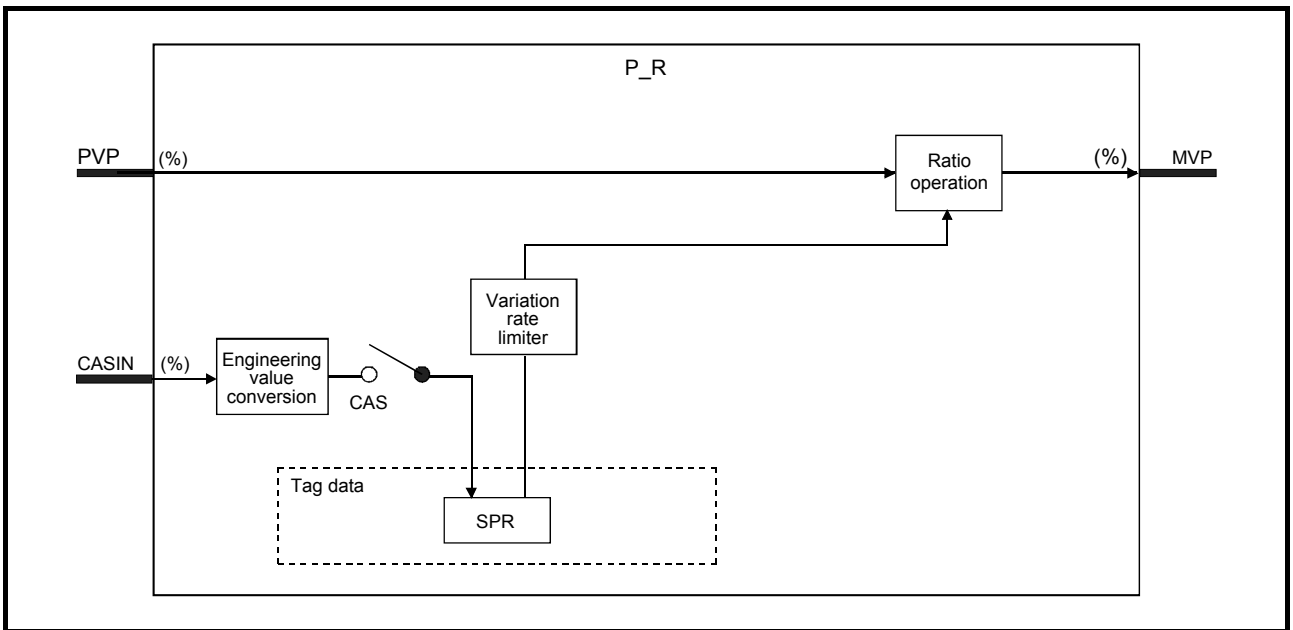 P_R
PVP
(%)
Ratio
operation
(%)
MVP
Variation
rate
limiter
CASIN
(%)
Engineering
value
conversion
CAS
Tag data
SPR